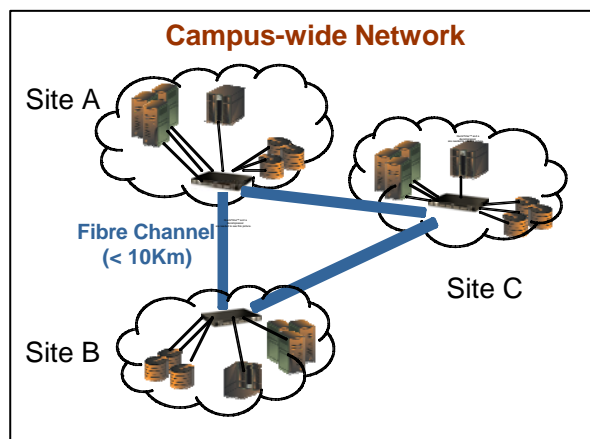 Campus-wide Network
Site A
Fibre Channel
(< 10Km)
Site C
Site B